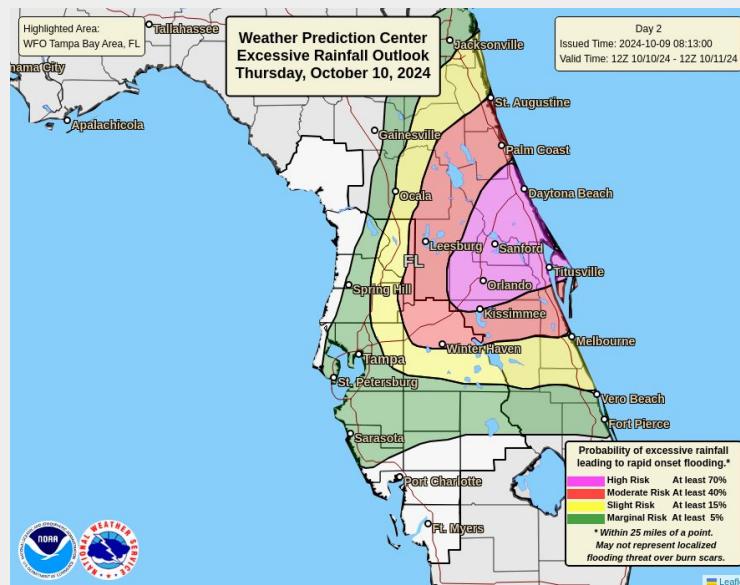 Highlighted Area:
WFO Tampa Bay Area, FL
Tallahassee
Weather Prediction Center
Excessive Rainfall Outlook
Thursday, October 10, 2024
Day 2
Issued Time: 2024-10-09 08:13:00
Valid Time: 12Z 10/10/24 - 12Z 10/11/24
Jacksonville
nama City
Apalachicola
St. Augustine
Gainesville
Palm Coast
Ocala
Daytona Beach
Leesburg
Sanford
FL
Titusville
Spring Hill
Orlando
Kissimmee
Melbourne
Winter Haven
Tampa
St. Petersburg
Vero Beach
Fort Pierce
Sarasota
Port Charlotte
Ft. Myers
Probability of excessive rainfall
leading to rapid onset flooding.*
High Risk At least 70%
Moderate Risk At least 40%
Slight Risk At least 15%
Marginal Risk At least 5%
* Within 25 miles of a point.
May not represent localized
flooding threat over burn scars.
NOAA
NATIONAL WEATHER SERVICE
Leafl